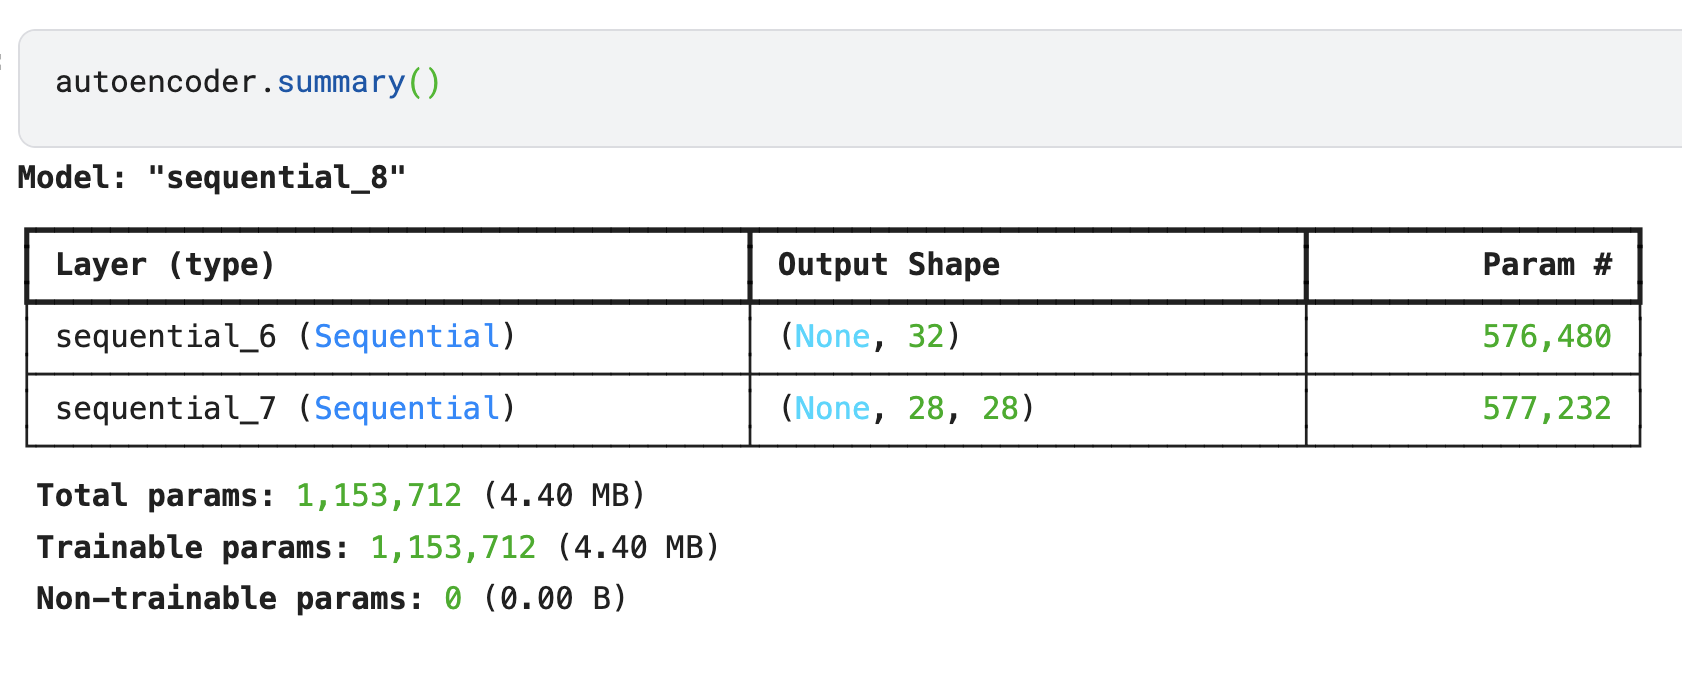 autoencoder.summary()
Model: "sequential_8"
Layer (type) Output Shape Param #
sequential_6 (Sequential) (None, 32) 576,480
sequential_7 (Sequential) (None, 28, 28) 577,232
Total params: 1,153,712 (4.40 MB)
Trainable params: 1,153,712 (4.40 MB)
Non-trainable params: 0 (0.00 B)